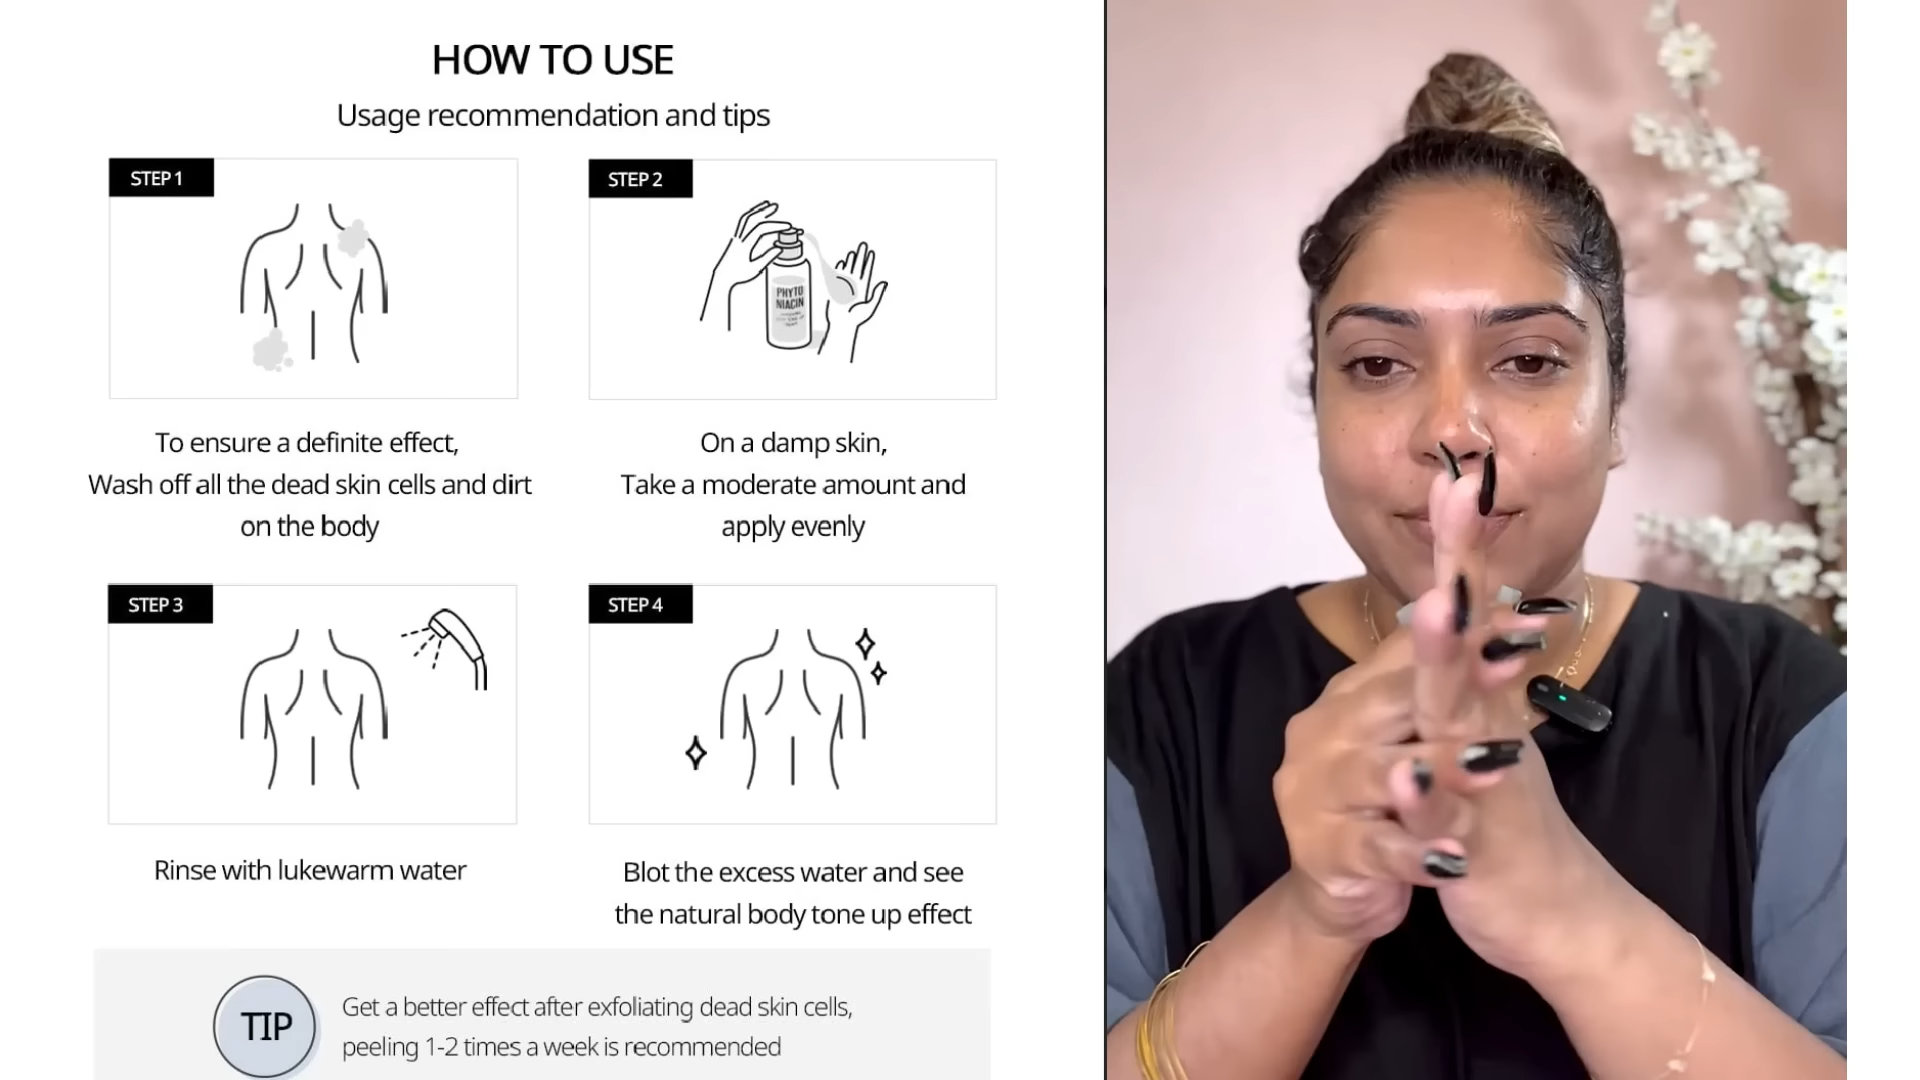 HOW TO USE
Usage recommendation and tips
STEP 1
To ensure a definite effect,
Wash off all the dead skin cells and dirt
on the body
STEP 2
PHYTO
NIACIN
On a damp skin,
Take a moderate amount and
apply evenly
STEP 3
Rinse with lukewarm water
STEP 4
Blot the excess water and see
the natural body tone up effect
TIP
Get a better effect after exfoliating dead skin cells,
peeling 1-2 times a week is recommended